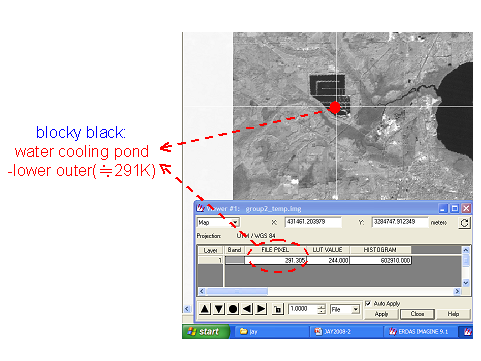 blocky black:
water cooling pond
-lower outer(≒291K)
Viewer #1: group2_temp.img
Map X: 431461.203979 Y: 3284747.912349 meters
Projection: UTM / WGS 84
Layer Band FILE PIXEL LUT VALUE HISTOGRAM
1 291.305 244.000 602910.000
1.0000 File Auto Apply
Apply Close Help
start jay JAY2008-2 ERDAS IMAGINE 9.1